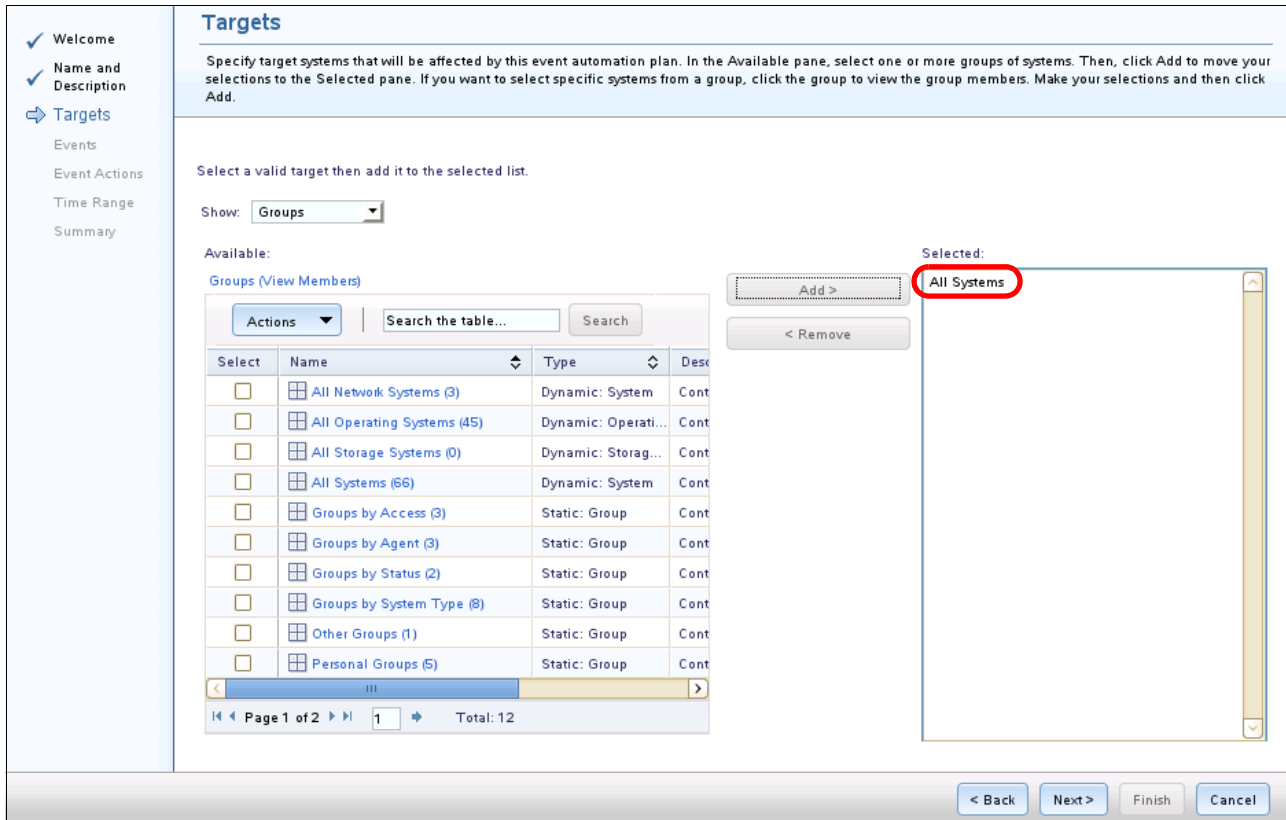 Welcome
Name and
Description
Targets
Events
Event Actions
Time Range
Summary
Targets
Specify target systems that will be affected by this event automation plan. In the Available pane, select one or more groups of systems. Then, click Add to move your
selections to the Selected pane. If you want to select specific systems from a group, click the group to view the group members. Make your selections and then click
Add.
Select a valid target then add it to the selected list.
Show: Groups
Available:
Groups (View Members)
Actions Search the table... Search
Select Name Type Desc
All Network Systems (3) Dynamic: System Cont
All Operating Systems (45) Dynamic: Operati... Cont
All Storage Systems (0) Dynamic: Storag... Cont
All Systems (66) Dynamic: System Cont
Groups by Access (3) Static: Group Cont
Groups by Agent (3) Static: Group Cont
Groups by Status (2) Static: Group Cont
Groups by System Type (8) Static: Group Cont
Other Groups (1) Static: Group Cont
Personal Groups (5) Static: Group Cont
Page 1 of 2 1 Total: 12
Add >
< Remove
Selected:
All Systems
< Back Next > Finish Cancel